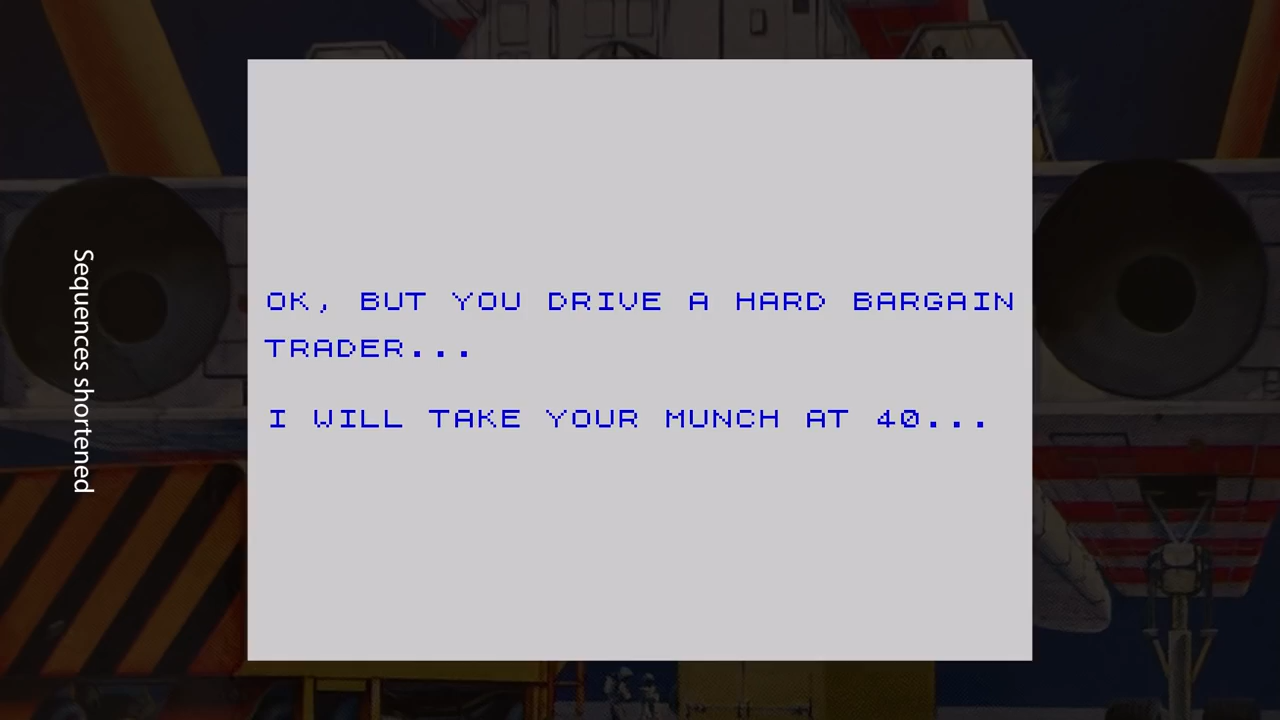 Sequences shortened
OK, BUT YOU DRIVE A HARD BARGAIN
TRADER...
I WILL TAKE YOUR MUNCH AT 40...